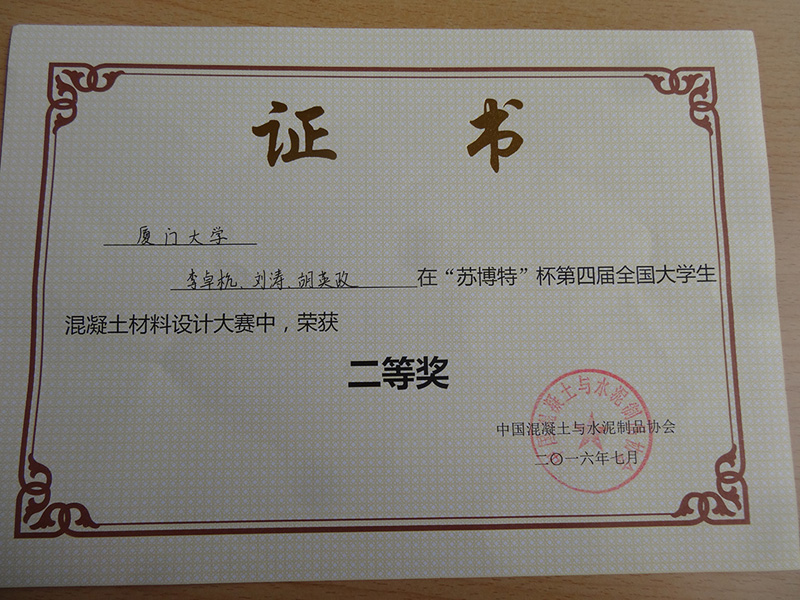 证书
厦门大学
李卓杭、刘涛、胡英政 在“苏博特”杯第四届全国大学生
混凝土材料设计大赛中，荣获
二等奖
中国混凝土与水泥制品协会
二〇一六年七月